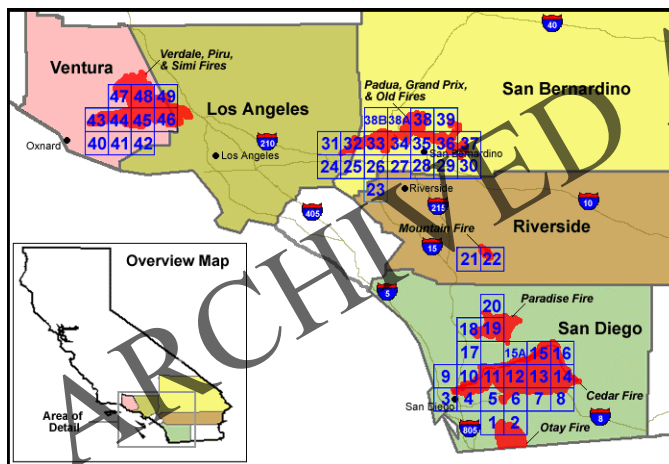 Verdale, Piru,
& Simi Fires
40
Ventura
Padua, Grand Prix,
& Old Fires
San Bernardino
47 48 49
Los Angeles
38B 38A 38 39
43 44 45 46
Oxnard
40 41 42
210
Los Angeles
31 32 33 34 35 36 37
San Bernardino
24 25 26 27 28 29 30
23
Riverside
405
215
10
Mountain Fire
Riverside
15
21 22
Overview Map
5
20
Paradise Fire
18 19
San Diego
17 15A 15 16
9 10 11 12 13 14
Cedar Fire
3 4 5 6 7 8
San Diego
Area of
Detail
1 2
805
8
Otay Fire
ARCHIVED